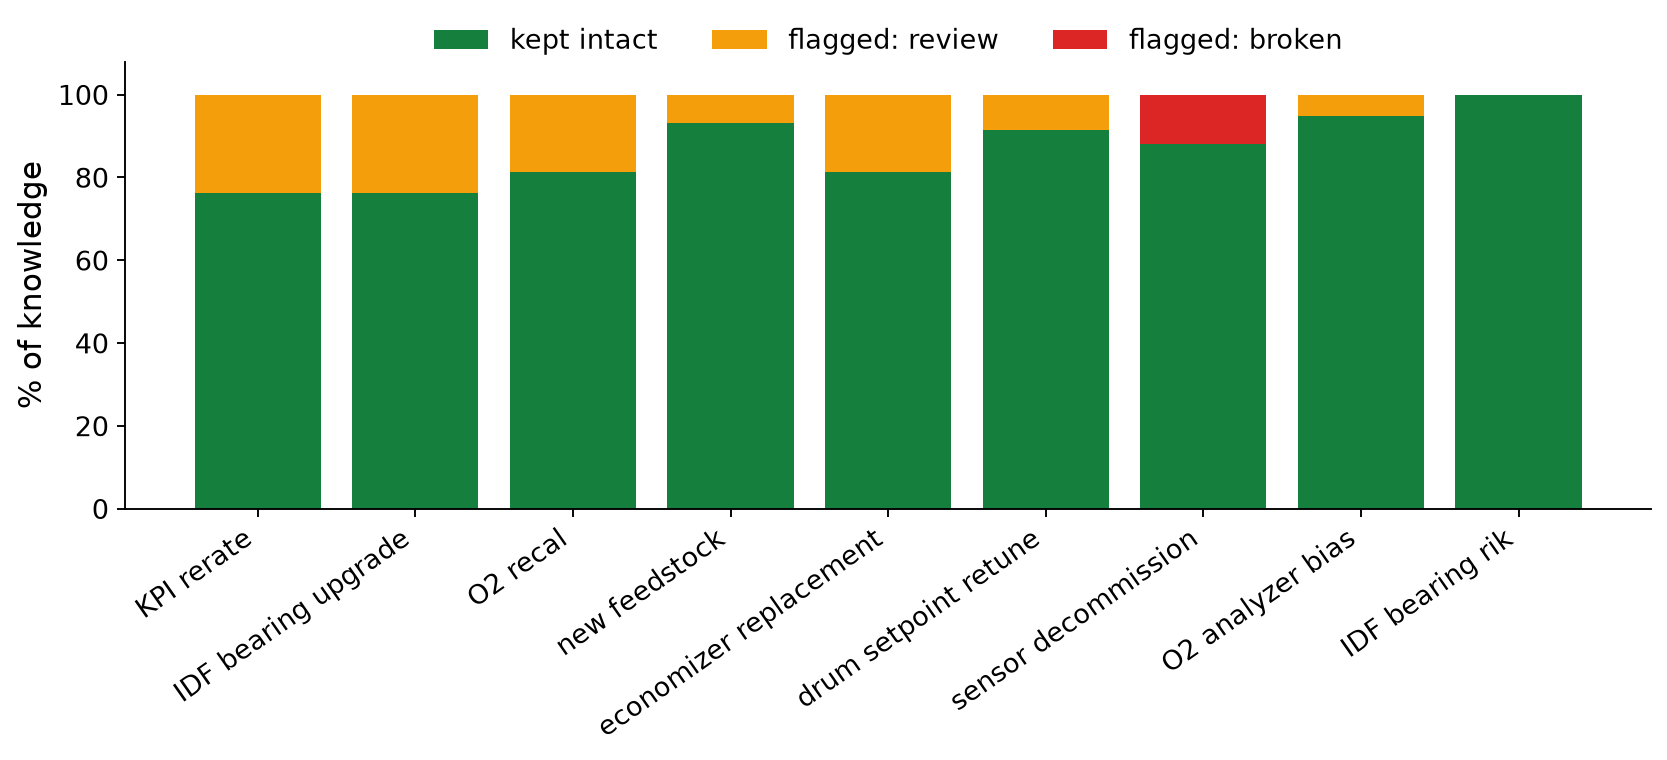 kept intact flagged: review flagged: broken
% of knowledge
100
80
60
40
20
0
KPI rerate
IDF bearing upgrade
O2 recal
new feedstock
economizer replacement
drum setpoint retune
sensor decommission
O2 analyzer bias
IDF bearing rik